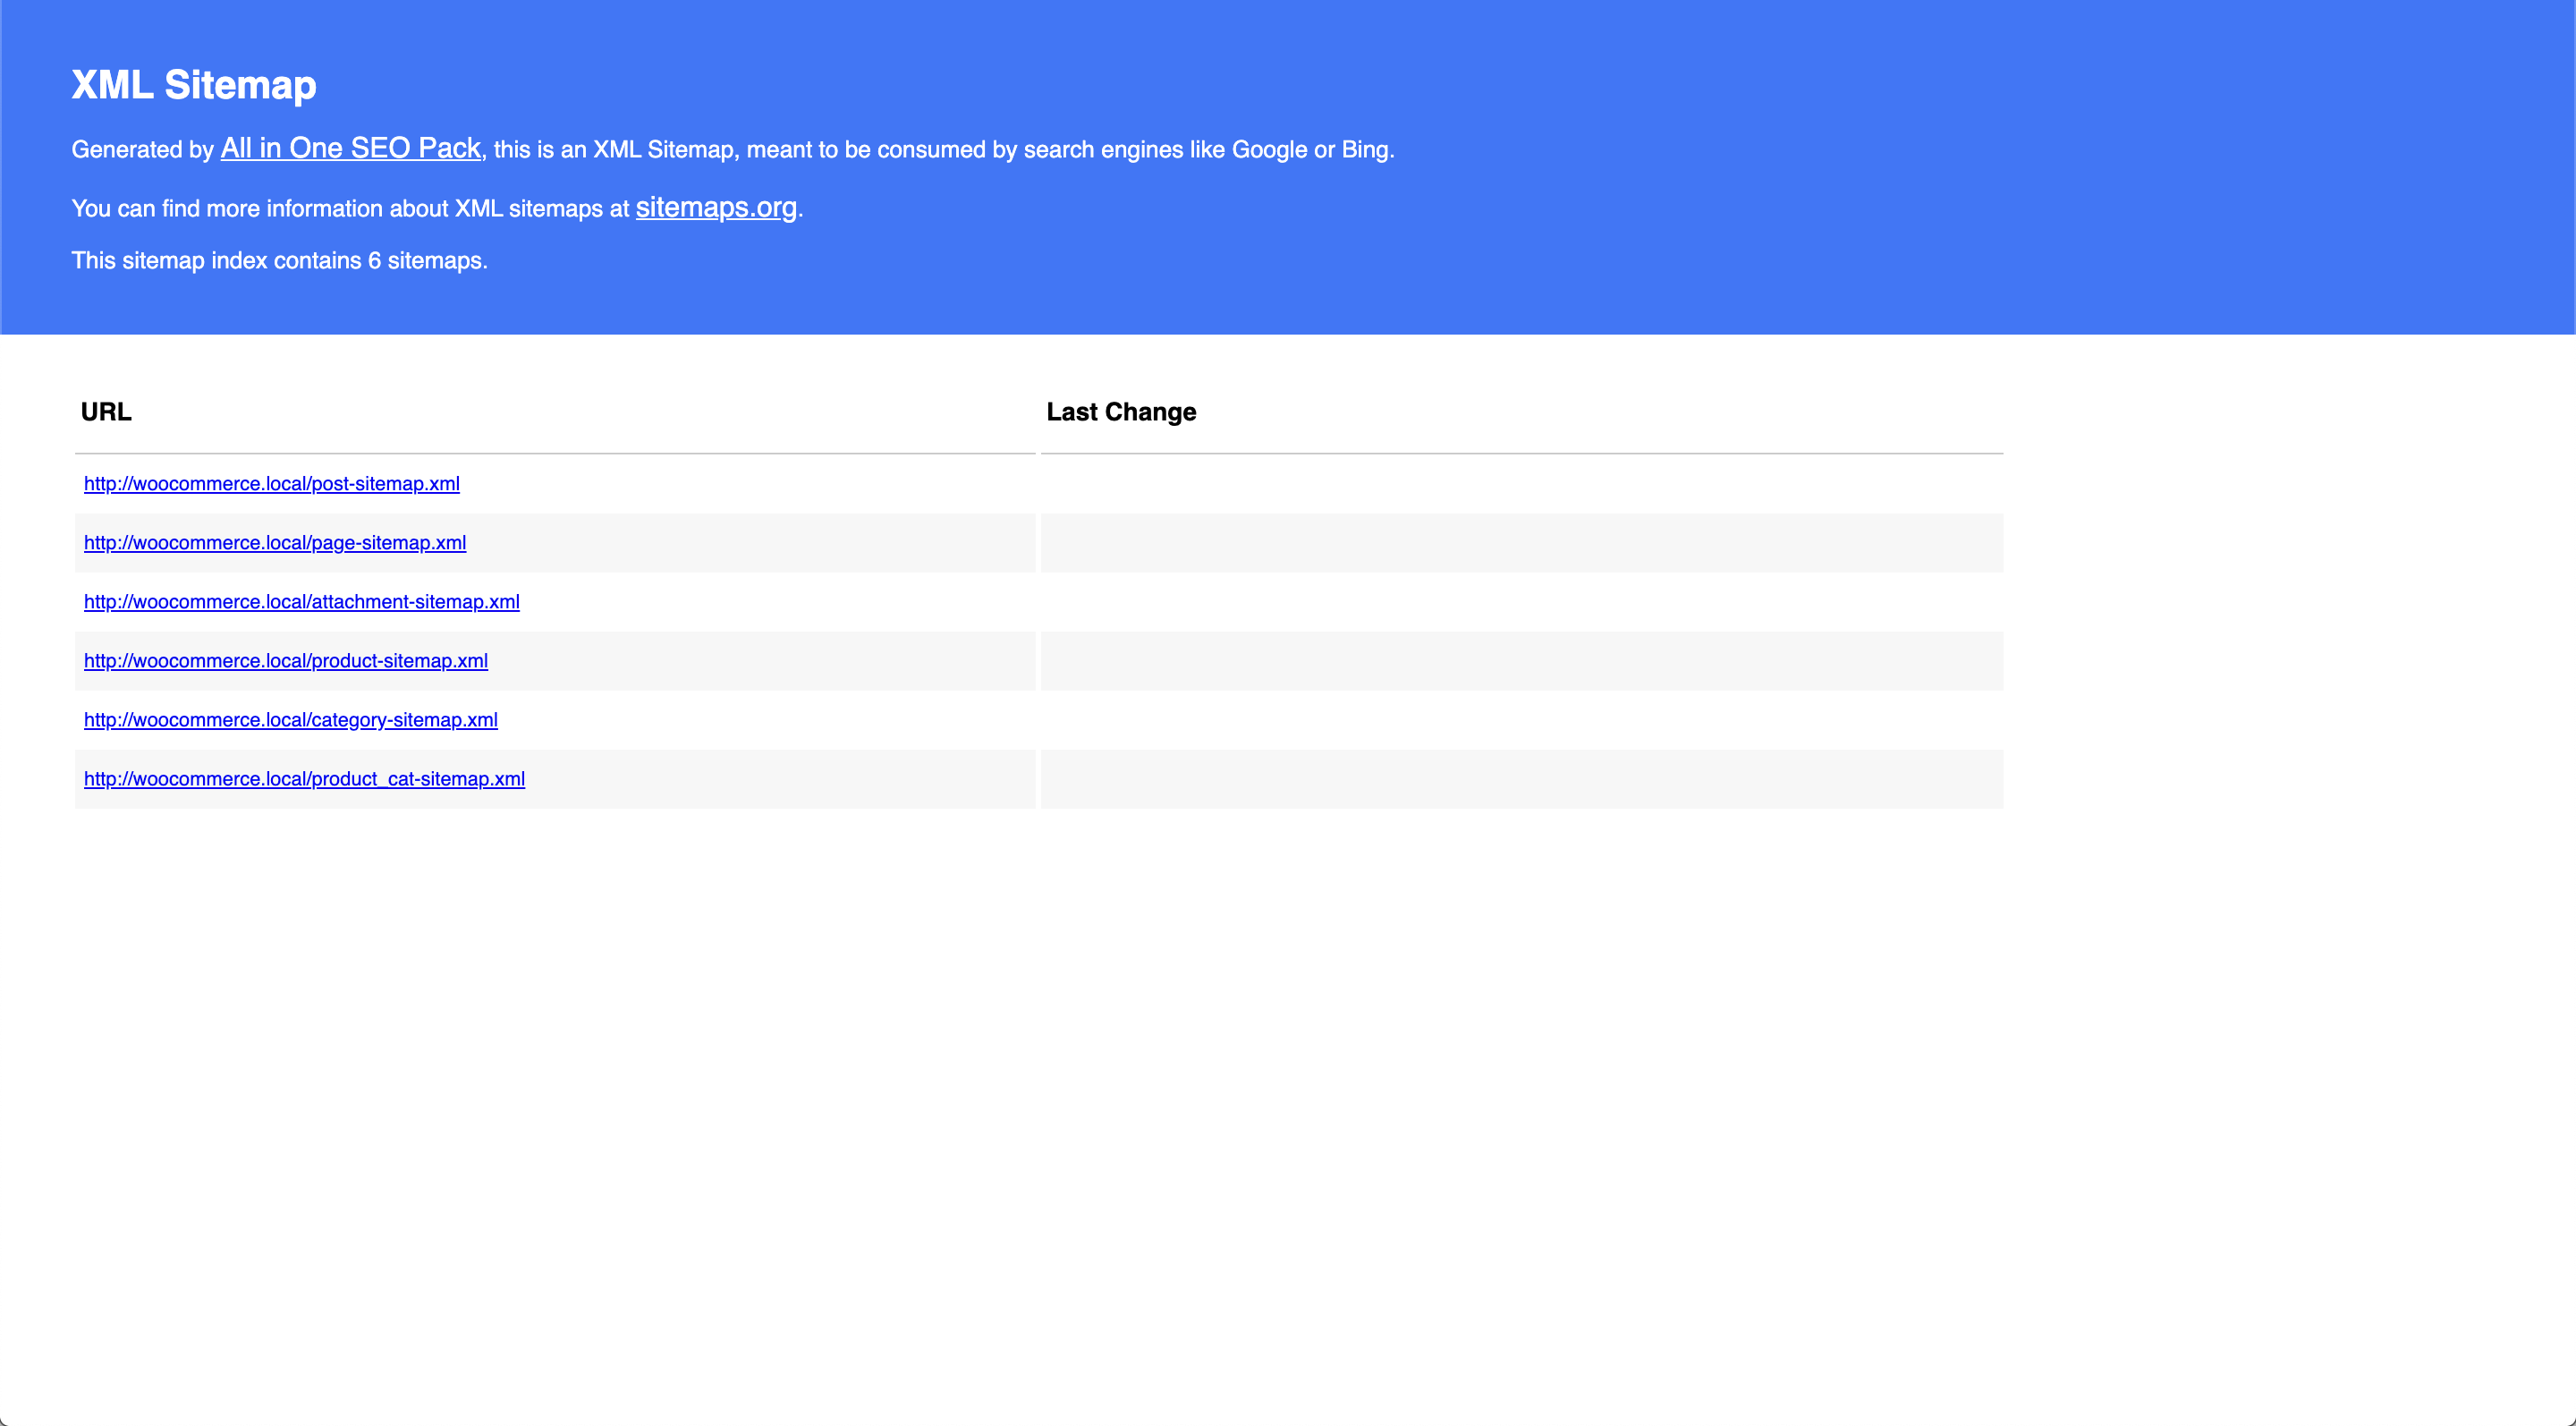 XML Sitemap
Generated by All in One SEO Pack, this is an XML Sitemap, meant to be consumed by search engines like Google or Bing.
You can find more information about XML sitemaps at sitemaps.org.
This sitemap index contains 6 sitemaps.
URL Last Change
http://woocommerce.local/post-sitemap.xml
http://woocommerce.local/page-sitemap.xml
http://woocommerce.local/attachment-sitemap.xml
http://woocommerce.local/product-sitemap.xml
http://woocommerce.local/category-sitemap.xml
http://woocommerce.local/product_cat-sitemap.xml